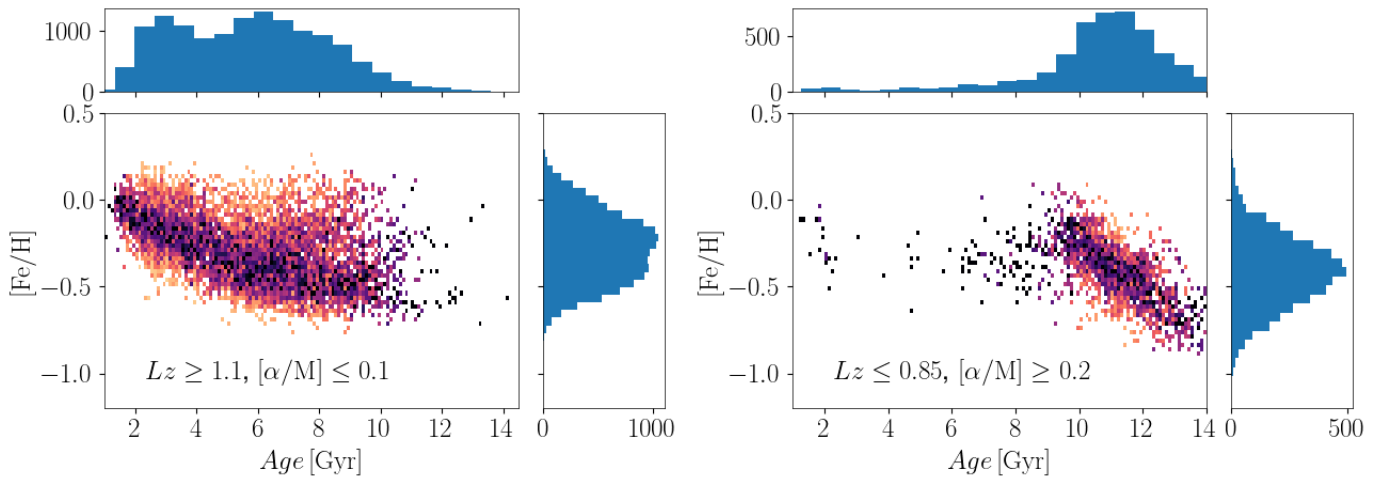 1000
0
0.5
0.0
−0.5
−1.0
[Fe/H]
Lz ≥ 1.1, [α/M] ≤ 0.1
2 4 6 8 10 12 14
Age [Gyr]
0 1000
500
0
0.5
0.0
−0.5
−1.0
[Fe/H]
Lz ≤ 0.85, [α/M] ≥ 0.2
2 4 6 8 10 12 14
Age [Gyr]
0 500